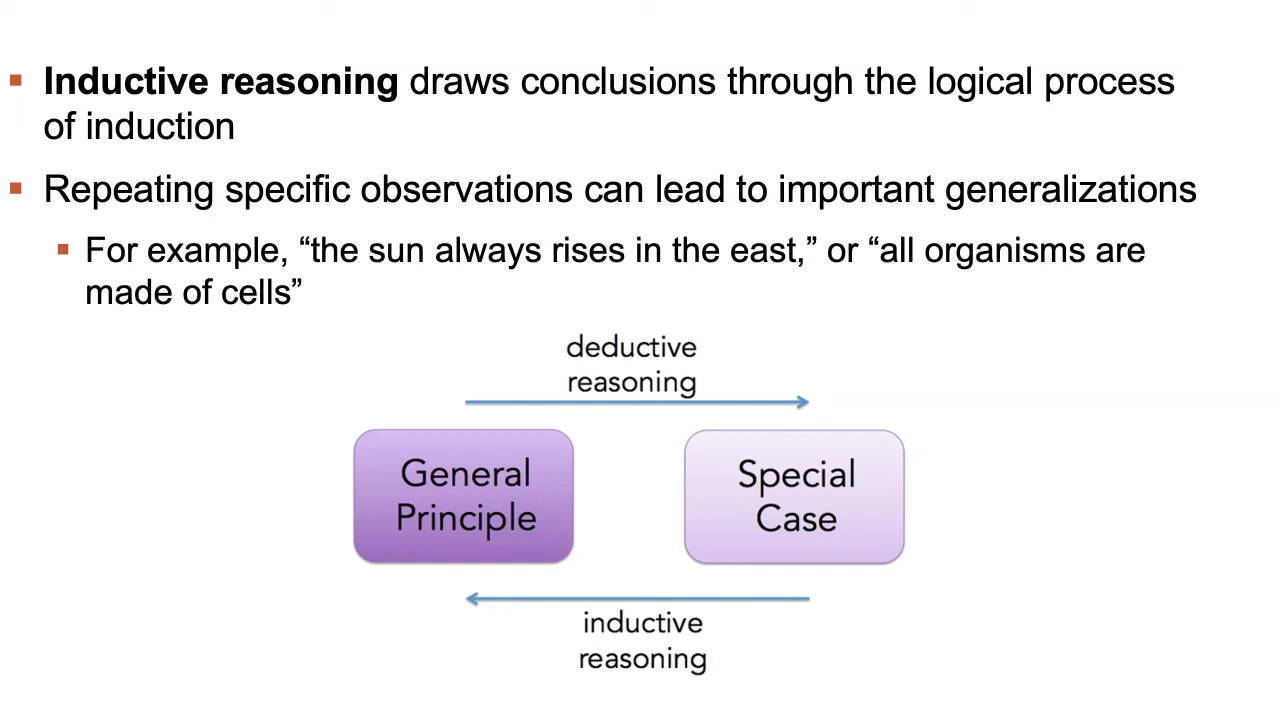 Inductive reasoning draws conclusions through the logical process
of induction
Repeating specific observations can lead to important generalizations
For example, “the sun always rises in the east,” or “all organisms are
made of cells”
deductive
reasoning
General
Principle
Special
Case
inductive
reasoning